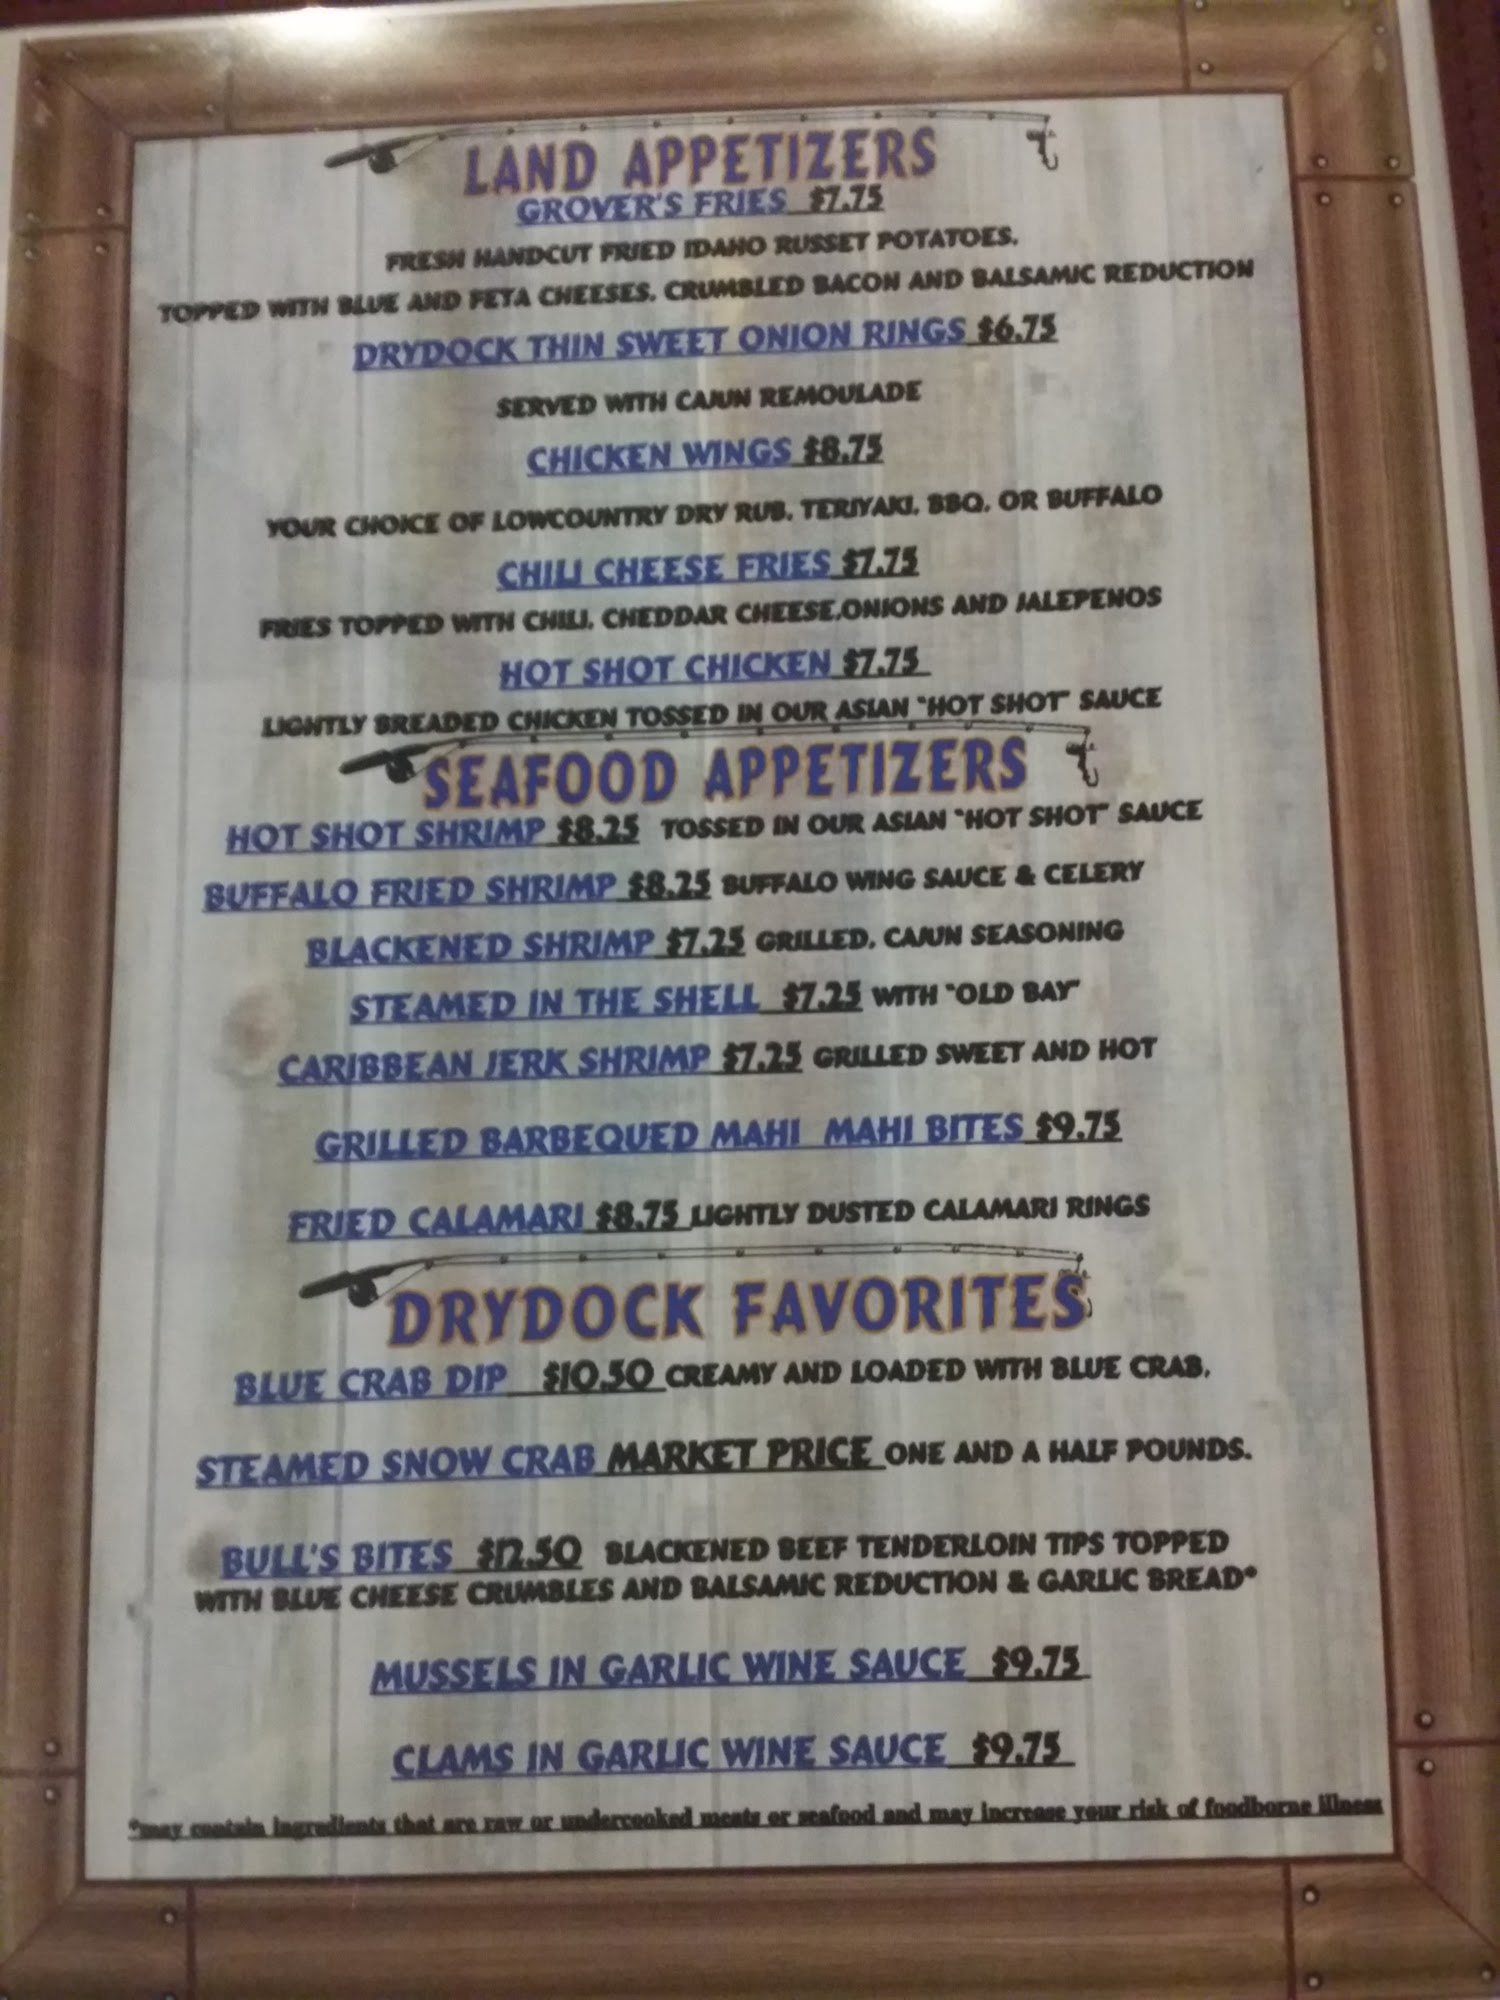 LAND APPETIZERS
GROVER'S FRIES $7.75
FRESH HANDCUT FRIED IDAHO RUSSET POTATOES,
TOPPED WITH BLUE AND FETA CHEESES, CRUMBLED BACON AND BALSAMIC REDUCTION
DRYDOCK THIN SWEET ONION RINGS $6.75
SERVED WITH CAJUN REMOULADE
CHICKEN WINGS $8.75
YOUR CHOICE OF LOWCOUNTRY DRY RUB, TERIYAKI, BBQ, OR BUFFALO
CHILI CHEESE FRIES $7.75
FRIES TOPPED WITH CHILI, CHEDDAR CHEESE,ONIONS AND JALEPENOS
HOT SHOT CHICKEN $7.75
LIGHTLY BREADED CHICKEN TOSSED IN OUR ASIAN "HOT SHOT" SAUCE
SEAFOOD APPETIZERS
HOT SHOT SHRIMP $8.25 TOSSED IN OUR ASIAN "HOT SHOT" SAUCE
BUFFALO FRIED SHRIMP $8.25 BUFFALO WING SAUCE & CELERY
BLACKENED SHRIMP $7.25 GRILLED, CAJUN SEASONING
STEAMED IN THE SHELL $7.25 WITH "OLD BAY"
CARIBBEAN JERK SHRIMP $7.25 GRILLED SWEET AND HOT
GRILLED BARBEQUED MAHI MAHI BITES $9.75
FRIED CALAMARI $8.75 LIGHTLY DUSTED CALAMARI RINGS
DRYDOCK FAVORITES
BLUE CRAB DIP $10.50 CREAMY AND LOADED WITH BLUE CRAB.
STEAMED SNOW CRAB MARKET PRICE ONE AND A HALF POUNDS.
BULL'S BITES $12.50 BLACKENED BEEF TENDERLOIN TIPS TOPPED
WITH BLUE CHEESE CRUMBLES AND BALSAMIC REDUCTION & GARLIC BREAD*
MUSSELS IN GARLIC WINE SAUCE $9.75
CLAMS IN GARLIC WINE SAUCE $9.75
*may contain ingredients that are raw or undercooked meats or seafood and may increase your risk of foodborne illness